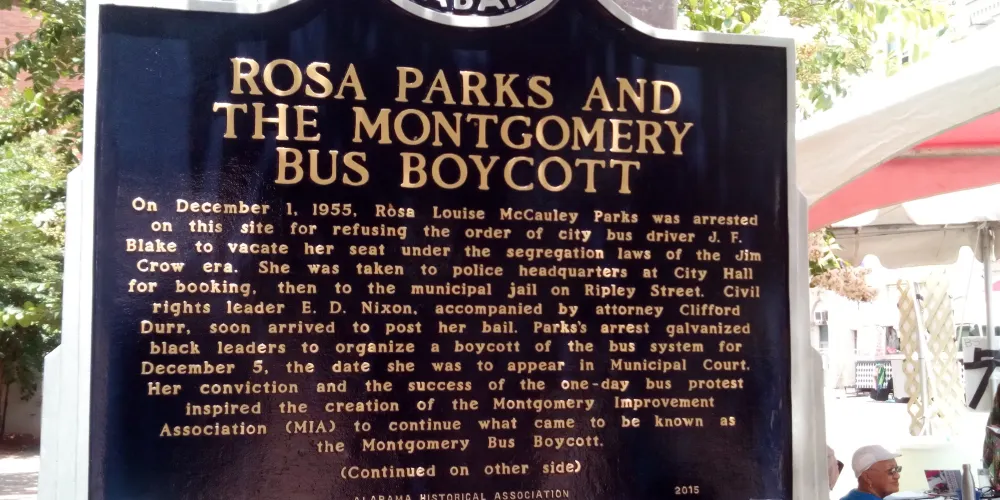 ROSA PARKS AND
THE MONTGOMERY
BUS BOYCOTT
On December 1, 1955, Rosa Louise McCauley Parks was arrested
on this site for refusing the order of city bus driver J. F.
Blake to vacate her seat under the segregation laws of the Jim
Crow era. She was taken to police headquarters at City Hall
for booking, then to the municipal jail on Ripley Street. Civil
rights leader E. D. Nixon, accompanied by attorney Clifford
Durr, soon arrived to post her bail. Parks's arrest galvanized
black leaders to organize a boycott of the bus system for
December 5, the date she was to appear in Municipal Court.
Her conviction and the success of the one-day bus protest
inspired the creation of the Montgomery Improvement
Association (MIA) to continue what came to be known as
the Montgomery Bus Boycott.
(Continued on other side)
ALABAMA HISTORICAL ASSOCIATION 2015